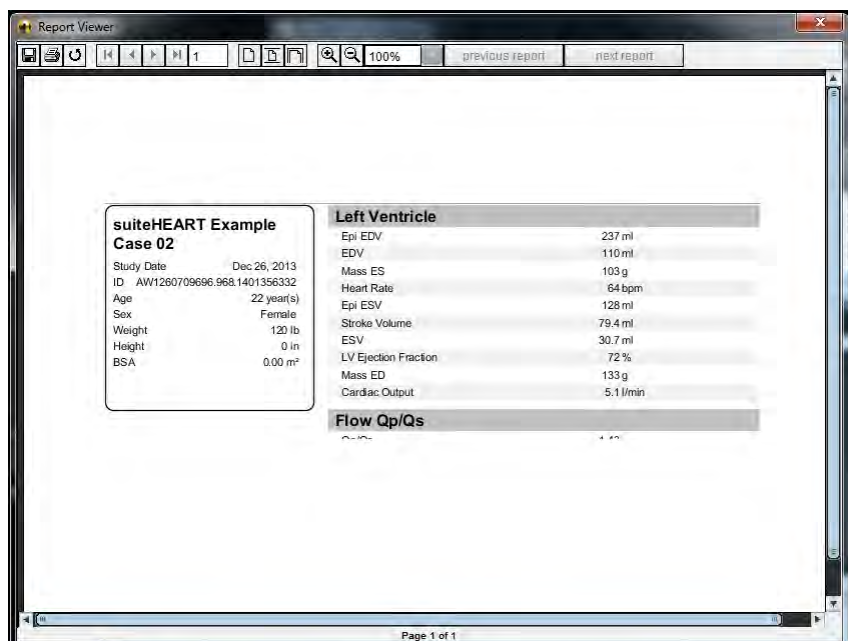 Report Viewer
1 100% previous report next report
suiteHEART Example
Case 02
Study Date Dec 26, 2013
ID AW1260709696.968.1401356332
Age 22 year(s)
Sex Female
Weight 120 lb
Height 0 in
BSA 0.00 m²
Left Ventricle
Epi EDV 237 ml
EDV 110 ml
Mass ES 103 g
Heart Rate 64 bpm
Epi ESV 128 ml
Stroke Volume 79.4 ml
ESV 30.7 ml
LV Ejection Fraction 72 %
Mass ED 133 g
Cardiac Output 5.1 l/min
Flow Qp/Qs
Page 1 of 1